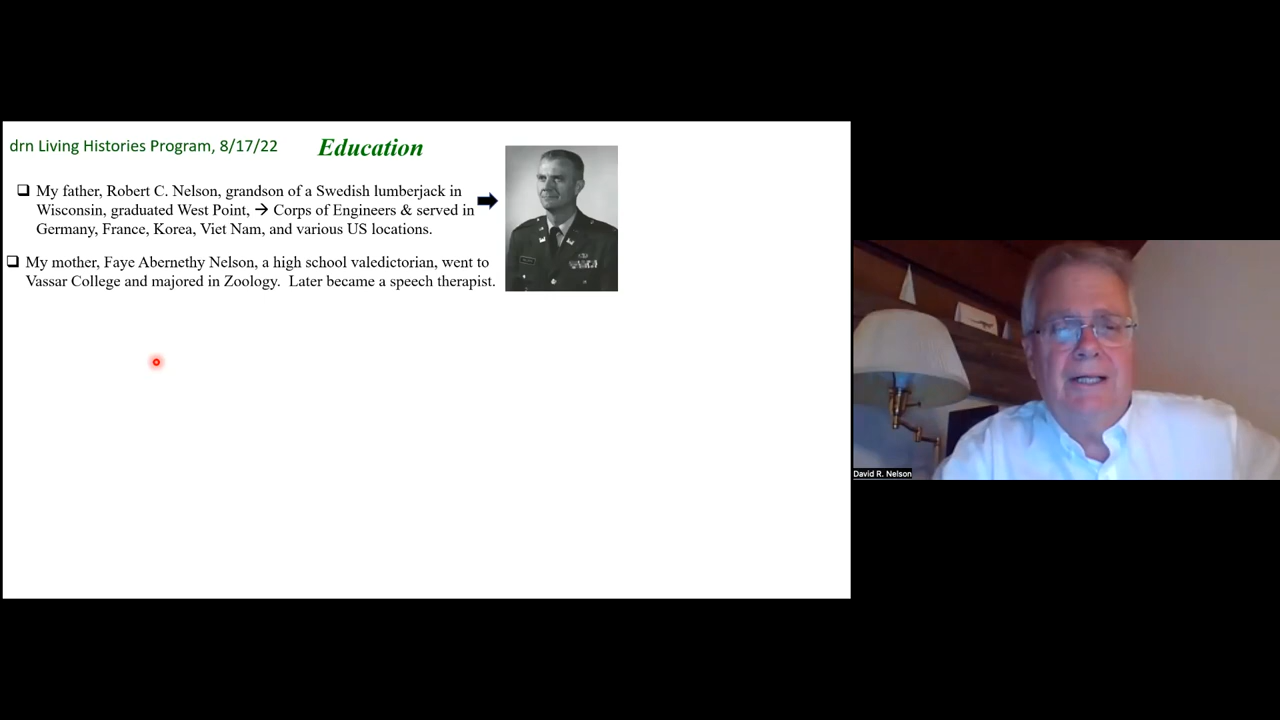 drn Living Histories Program, 8/17/22
Education
❑ My father, Robert C. Nelson, grandson of a Swedish lumberjack in
Wisconsin, graduated West Point, → Corps of Engineers & served in
Germany, France, Korea, Viet Nam, and various US locations.
❑ My mother, Faye Abernethy Nelson, a high school valedictorian, went to
Vassar College and majored in Zoology. Later became a speech therapist.
David R. Nelson